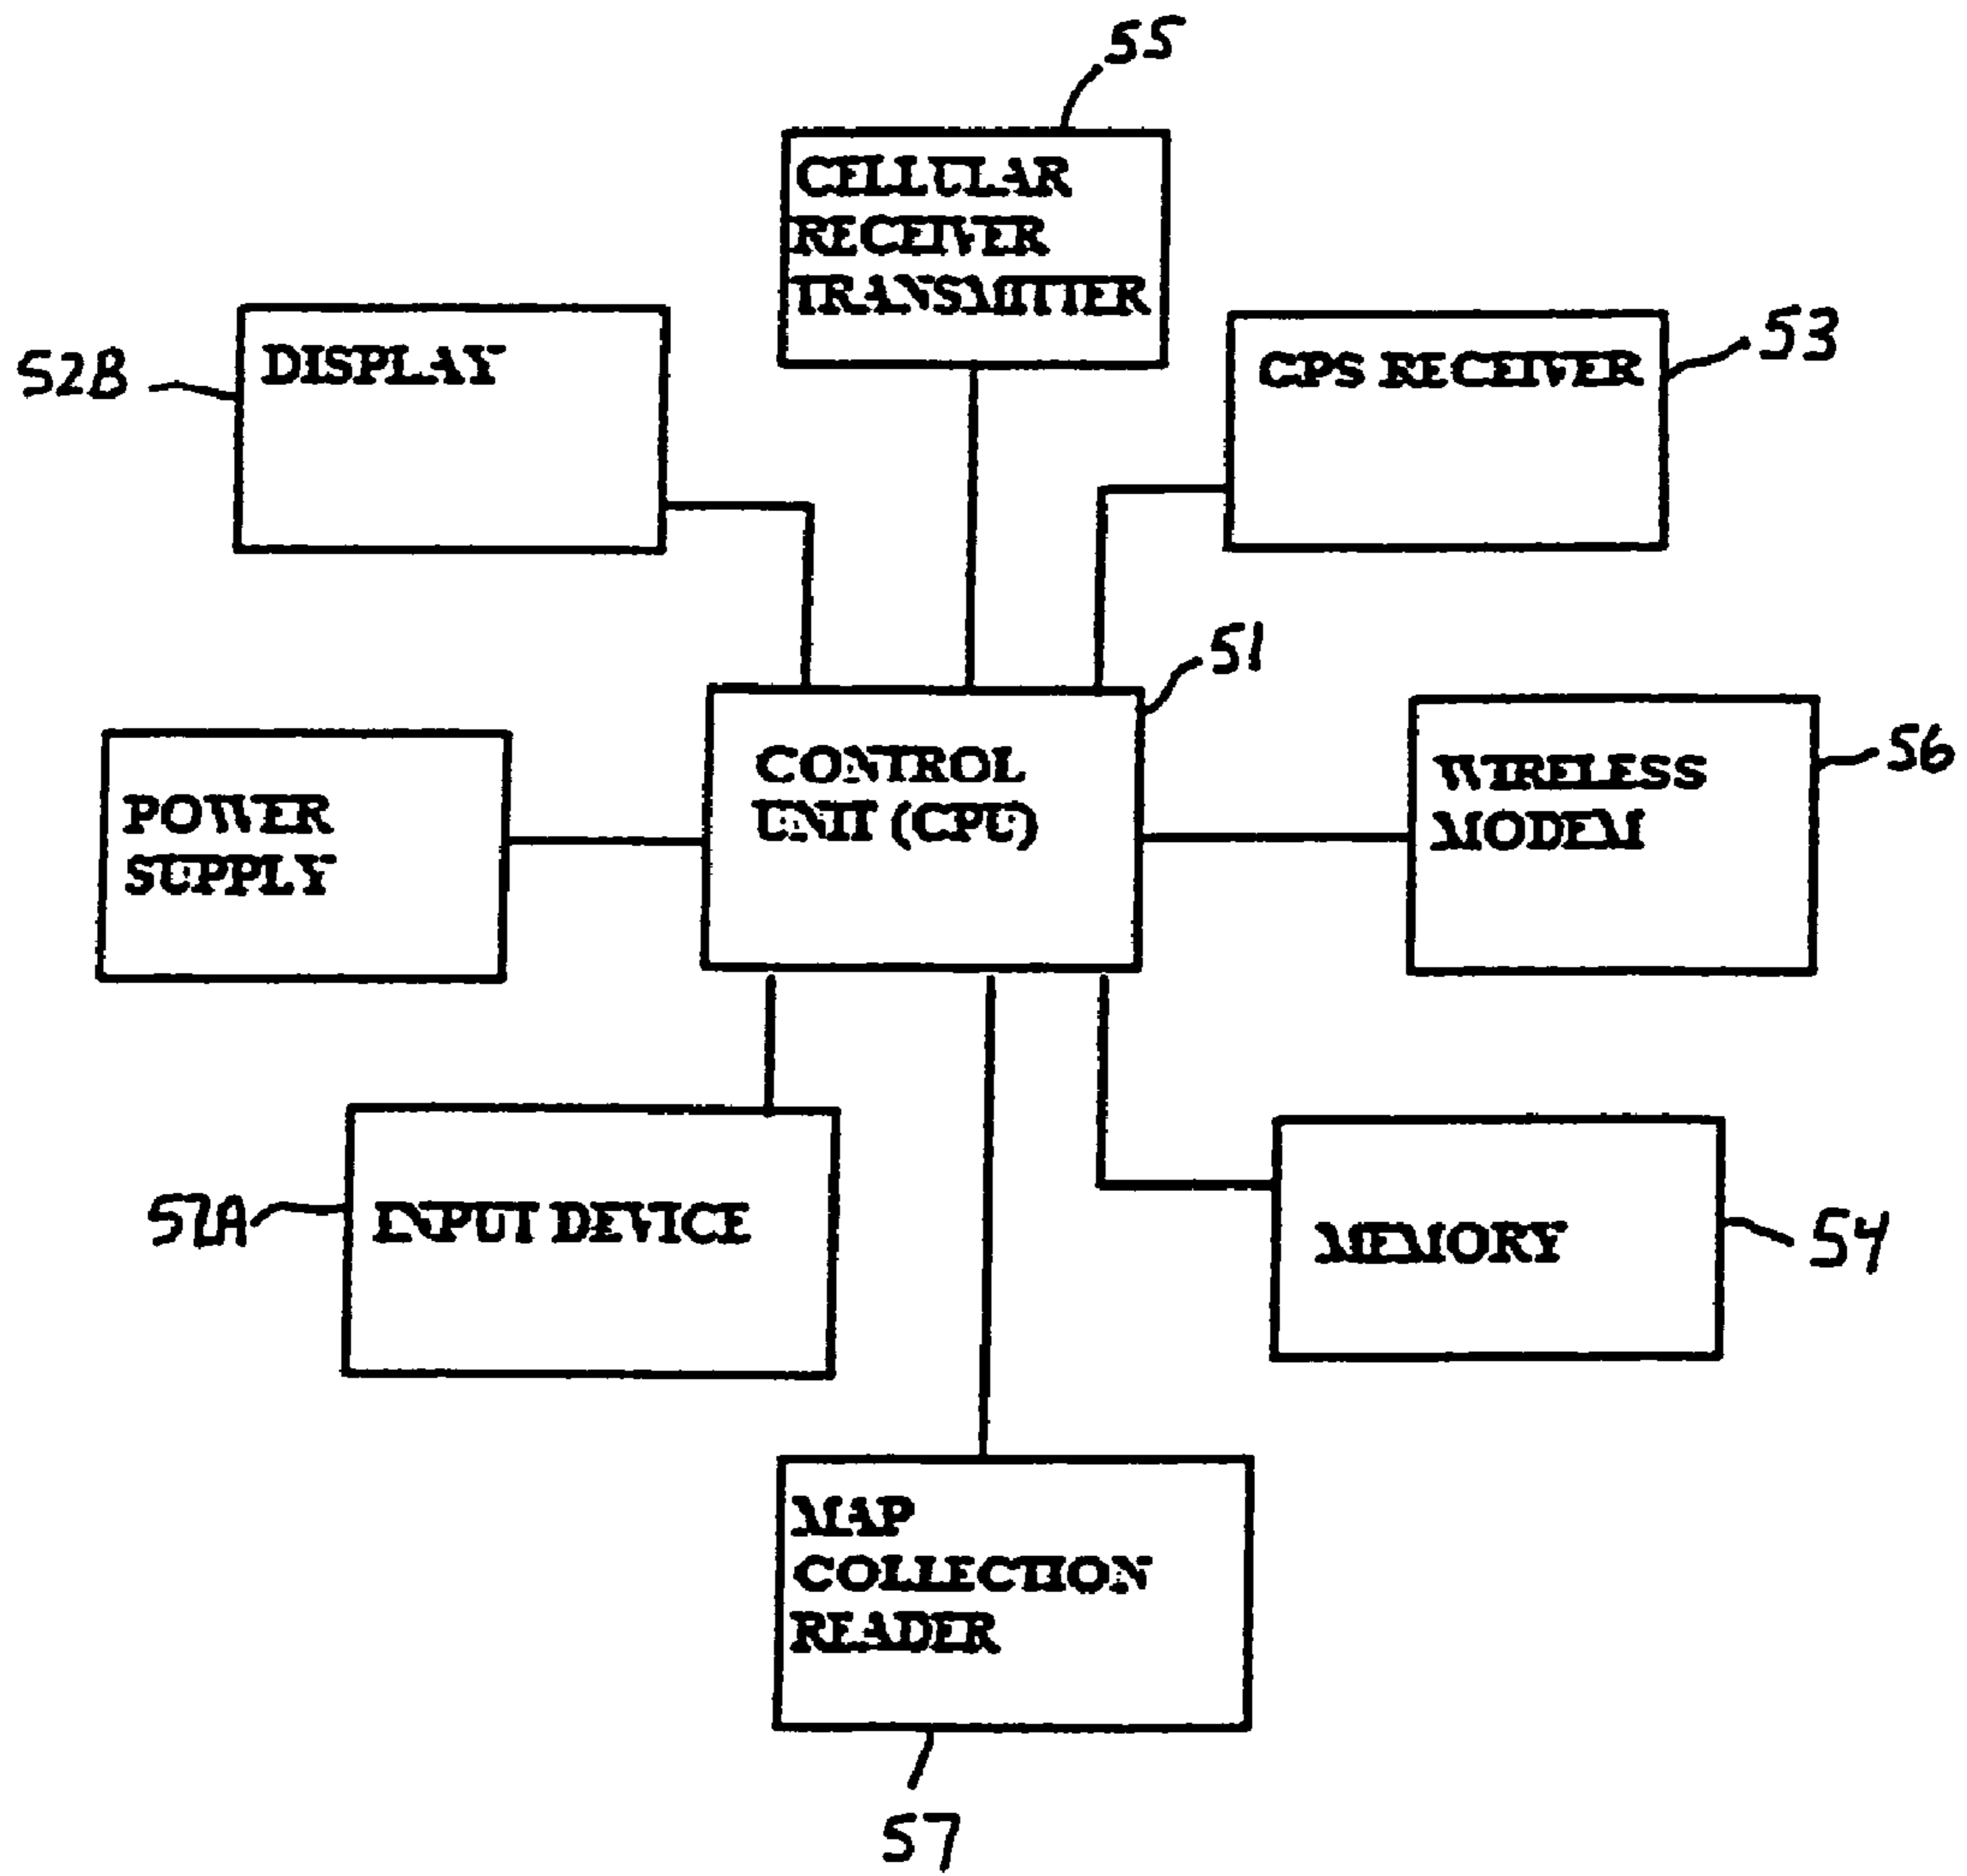 55
CELLULAR
RECEIVER
TRANSMITTER
52B
DISPLAY
GPS RECEIVER
53
51
CONTROL
UNIT (CPU)
POWER
SUPPLY
WIRELESS
MODEM
56
52A
INPUT DEVICE
MEMORY
54
MAP
COLLECTION
READER
57